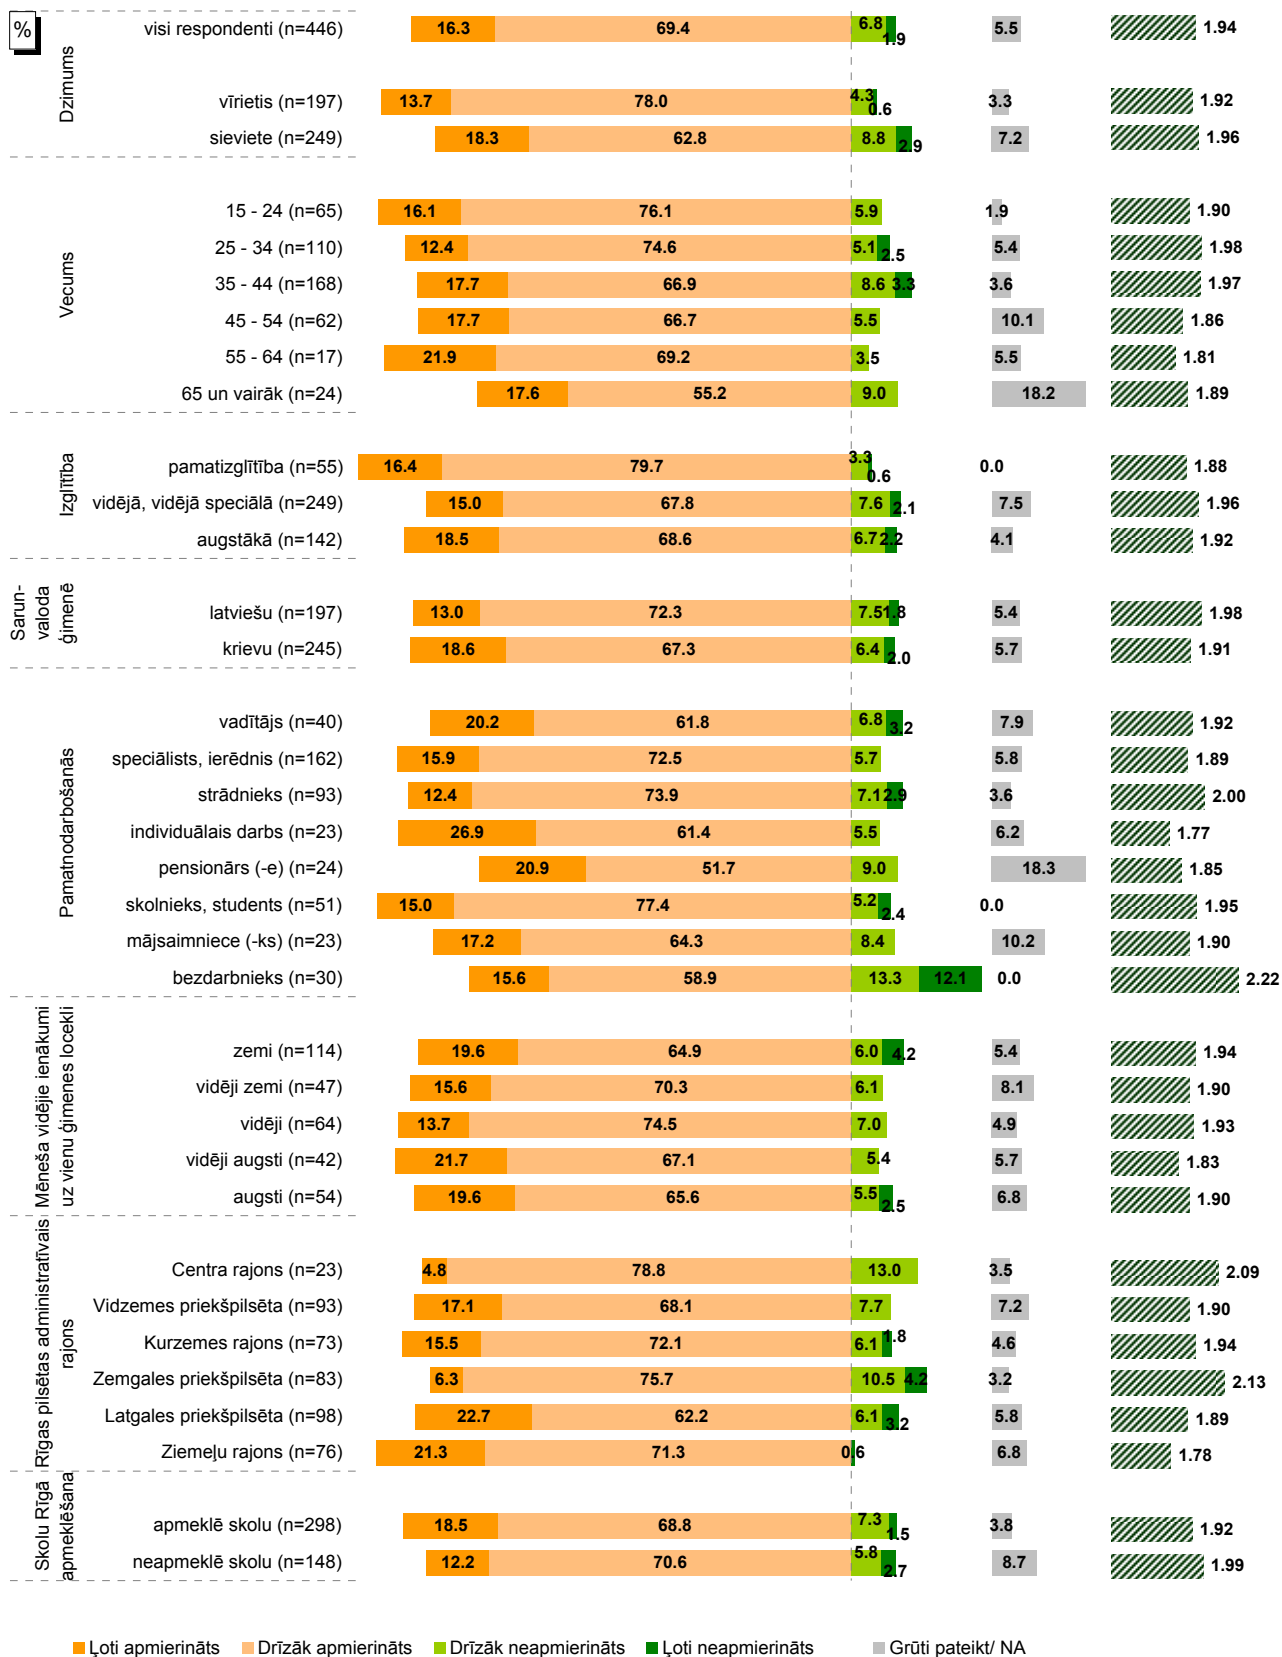 %
Dzimums
visi respondenti (n=446) 16.3 69.4 6.8 1.9 5.5 1.94
vīrietis (n=197) 13.7 78.0 4.3 0.6 3.3 1.92
sieviete (n=249) 18.3 62.8 8.8 2.9 7.2 1.96
Vecums
15 - 24 (n=65) 16.1 76.1 5.9 1.9 1.90
25 - 34 (n=110) 12.4 74.6 5.1 2.5 5.4 1.98
35 - 44 (n=168) 17.7 66.9 8.6 3.3 3.6 1.97
45 - 54 (n=62) 17.7 66.7 5.5 10.1 1.86
55 - 64 (n=17) 21.9 69.2 3.5 5.5 1.81
65 un vairāk (n=24) 17.6 55.2 9.0 18.2 1.89
Izglītība
pamatizglītība (n=55) 16.4 79.7 3.3 0.6 0.0 1.88
vidējā, vidējā speciālā (n=249) 15.0 67.8 7.6 2.1 7.5 1.96
augstākā (n=142) 18.5 68.6 6.7 2.2 4.1 1.92
Sarun-
valoda
ģimenē
latviešu (n=197) 13.0 72.3 7.5 1.8 5.4 1.98
krievu (n=245) 18.6 67.3 6.4 2.0 5.7 1.91
Pamatnodarbošanās
vadītājs (n=40) 20.2 61.8 6.8 3.2 7.9 1.92
speciālists, ierēdnis (n=162) 15.9 72.5 5.7 5.8 1.89
strādnieks (n=93) 12.4 73.9 7.1 2.9 3.6 2.00
individuālais darbs (n=23) 26.9 61.4 5.5 6.2 1.77
pensionārs (-e) (n=24) 20.9 51.7 9.0 18.3 1.85
skolnieks, students (n=51) 15.0 77.4 5.2 2.4 0.0 1.95
mājsaimniece (-ks) (n=23) 17.2 64.3 8.4 10.2 1.90
bezdarbnieks (n=30) 15.6 58.9 13.3 12.1 0.0 2.22
Mēneša vidējie ienākumi
uz vienu ģimenes locekli
zemi (n=114) 19.6 64.9 6.0 4.2 5.4 1.94
vidēji zemi (n=47) 15.6 70.3 6.1 8.1 1.90
vidēji (n=64) 13.7 74.5 7.0 4.9 1.93
vidēji augsti (n=42) 21.7 67.1 5.4 5.7 1.83
augsti (n=54) 19.6 65.6 5.5 2.5 6.8 1.90
Rīgas pilsētas administratīvais
rajons
Centra rajons (n=23) 4.8 78.8 13.0 3.5 2.09
Vidzemes priekšpilsēta (n=93) 17.1 68.1 7.7 7.2 1.90
Kurzemes rajons (n=73) 15.5 72.1 6.1 1.8 4.6 1.94
Zemgales priekšpilsēta (n=83) 6.3 75.7 10.5 4.2 3.2 2.13
Latgales priekšpilsēta (n=98) 22.7 62.2 6.1 3.2 5.8 1.89
Ziemeļu rajons (n=76) 21.3 71.3 0.6 6.8 1.78
Skolu Rīgā
apmeklēšana
apmeklē skolu (n=298) 18.5 68.8 7.3 1.5 3.8 1.92
neapmeklē skolu (n=148) 12.2 70.6 5.8 2.7 8.7 1.99
Ļoti apmierināts Drīzāk apmierināts Drīzāk neapmierināts Ļoti neapmierināts Grūti pateikt/ NA